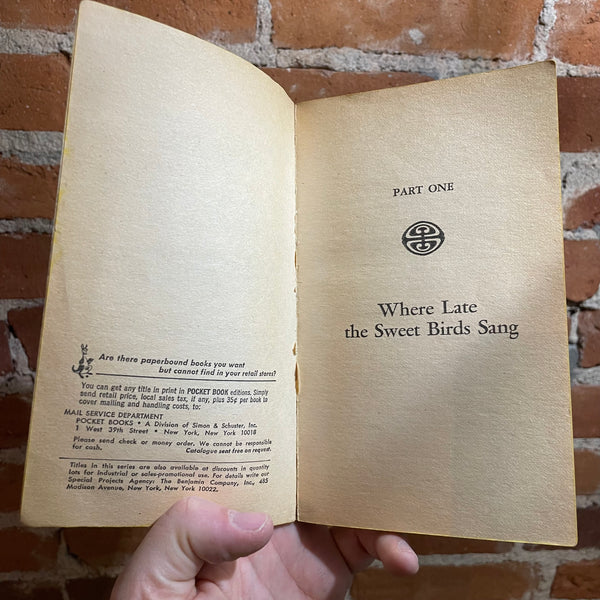 Are there paperbound books you want
but cannot find in your retail stores?
You can get any title in print in POCKET BOOK editions. Simply
send retail price, local sales tax, if any, plus 35¢ per book to
cover mailing and handling costs, to:
MAIL SERVICE DEPARTMENT
POCKET BOOKS • A Division of Simon & Schuster, Inc.
1 West 39th Street • New York, New York 10018
Please send check or money order. We cannot be responsible
for cash. Catalogue sent free on request.
Titles in this series are also available at discounts in quantity
lots for industrial or sales-promotional use. For details write our
Special Projects Agency: The Benjamin Company, Inc., 485
Madison Avenue, New York, New York 10022.
PART ONE
Where Late
the Sweet Birds Sang